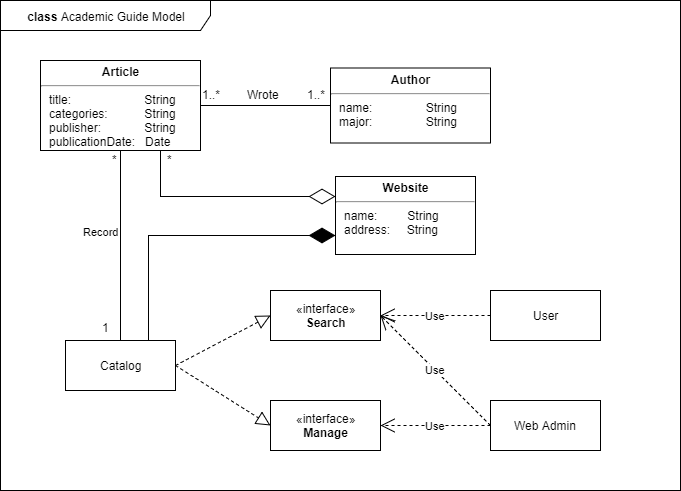 class Academic Guide Model
Article
title: String
categories: String
publisher: String
publicationDate: Date
1..* Wrote 1..*
Author
name: String
major: String
* *
Website
name: String
address: String
Record
1
Catalog
«interface»
Search
Use
User
Use
«interface»
Manage
Use
Web Admin